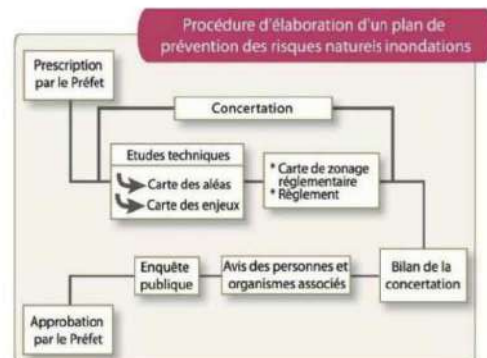 Procédure d'élaboration d'un plan de
prévention des risques naturels inondations
Prescription
par le Préfet
Concertation
Etudes techniques
Carte des aléas
Carte des enjeux
* Carte de zonage
réglementaire
* Règlement
Enquête
publique
Avis des personnes et
organismes associés
Bilan de la
concertation
Approbation
par le Préfet